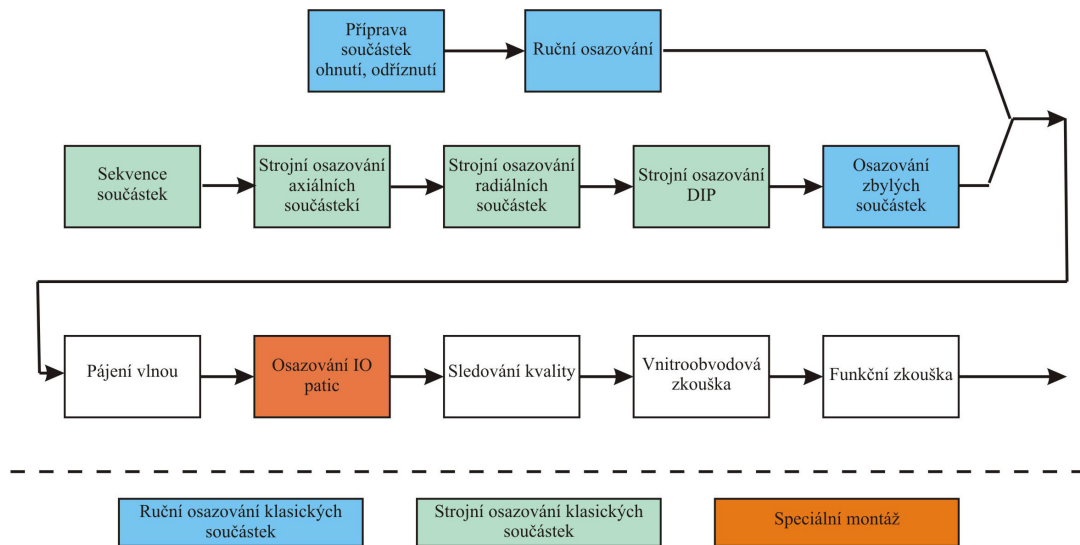 Příprava
součástek
ohnutí, odříznutí
Ruční osazování
Sekvence
součástek
Strojní osazování
axiálních
součástekí
Strojní osazování
radiálních
součástek
Strojní osazování
DIP
Osazování
zbylých
součástek
Pájení vlnou
Osazování IO
patic
Sledování kvality
Vnitroobvodová
zkouška
Funkční zkouška
Ruční osazování klasických
součástek
Strojní osazování klasických
součástek
Speciální montáž